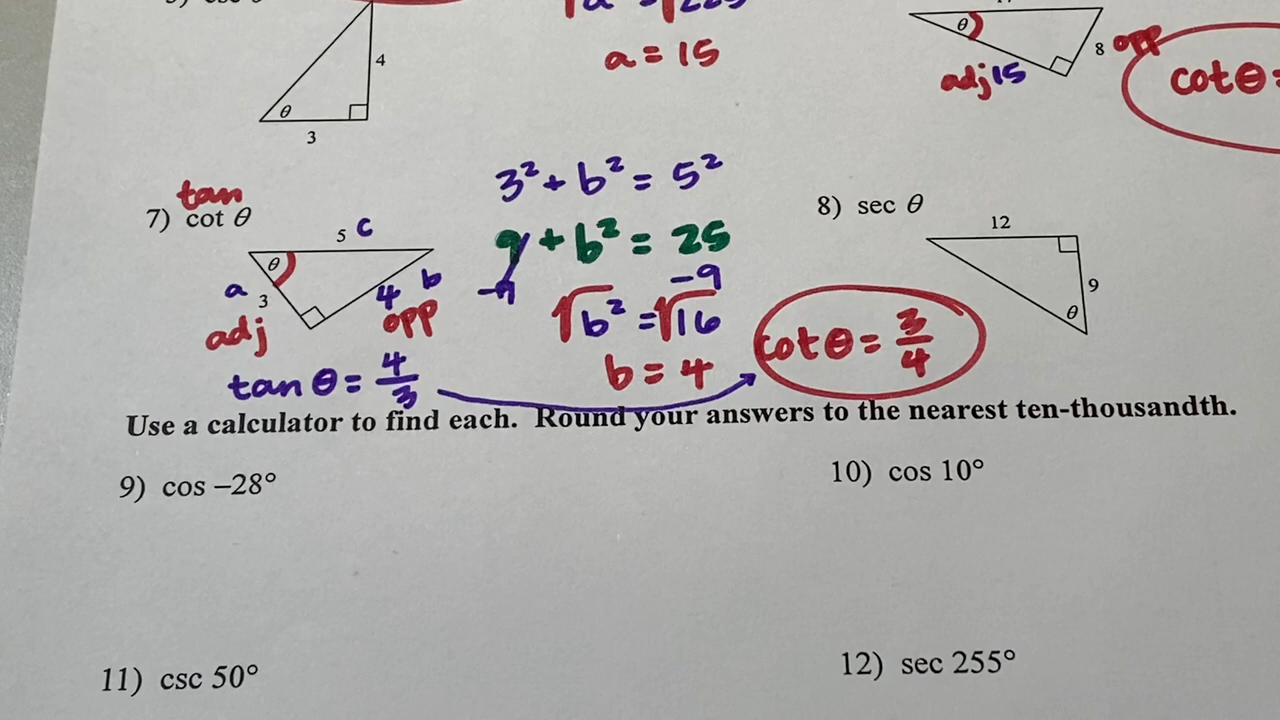 a = 15
4
θ
3
θ
8 opp
adj 15
cot θ =
tan
7) cot θ
5 c
θ
a 3
adj
4 b
opp
tan θ = 4/3
3² + b² = 5²
9 + b² = 25
-9 -9
√b² = √16
b = 4
cot θ = 3/4
8) sec θ
12
9
θ
Use a calculator to find each. Round your answers to the nearest ten-thousandth.
9) cos –28°
10) cos 10°
11) csc 50°
12) sec 255°